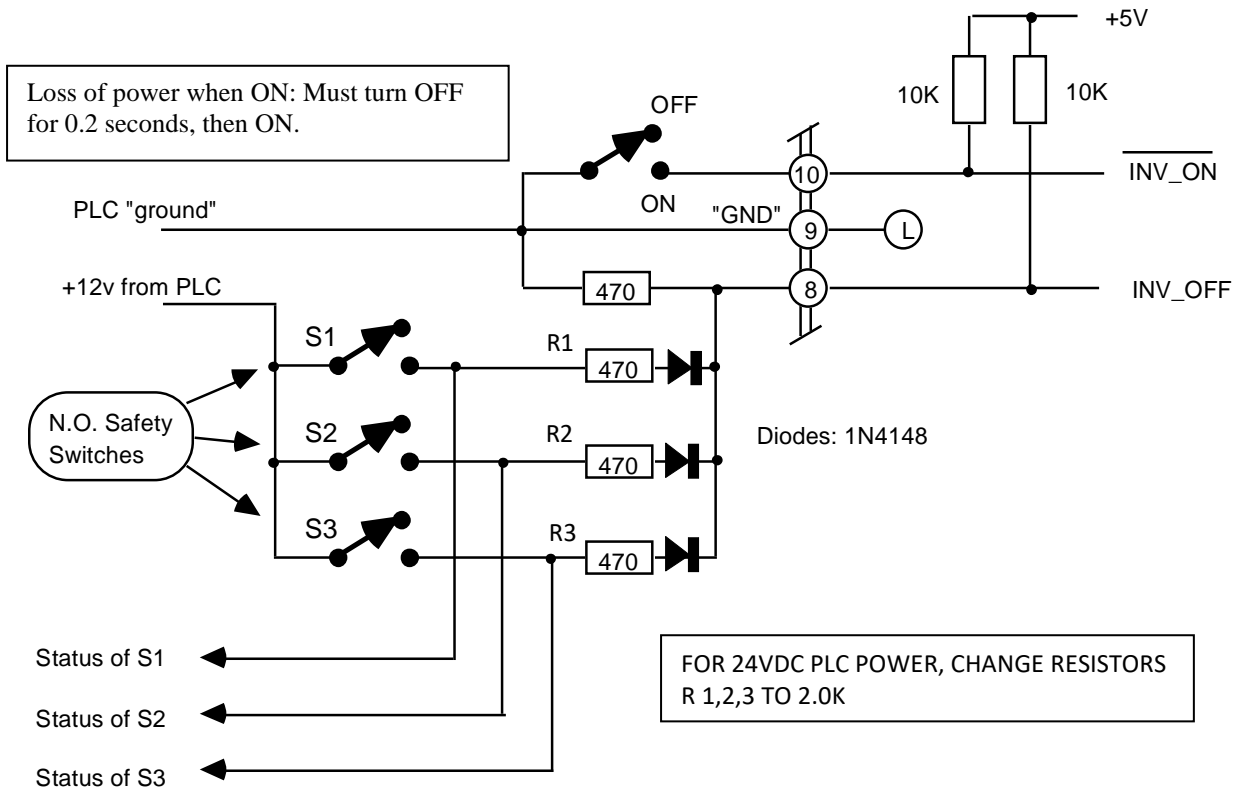 +5V
Loss of power when ON: Must turn OFF
for 0.2 seconds, then ON.
10K
10K
OFF
10
INV_ON
ON
PLC "ground"
"GND"
9
L
+12v from PLC
470
8
INV_OFF
S1
R1
470
N.O. Safety
Switches
S2
R2
470
Diodes: 1N4148
S3
R3
470
Status of S1
FOR 24VDC PLC POWER, CHANGE RESISTORS
R 1,2,3 TO 2.0K
Status of S2
Status of S3